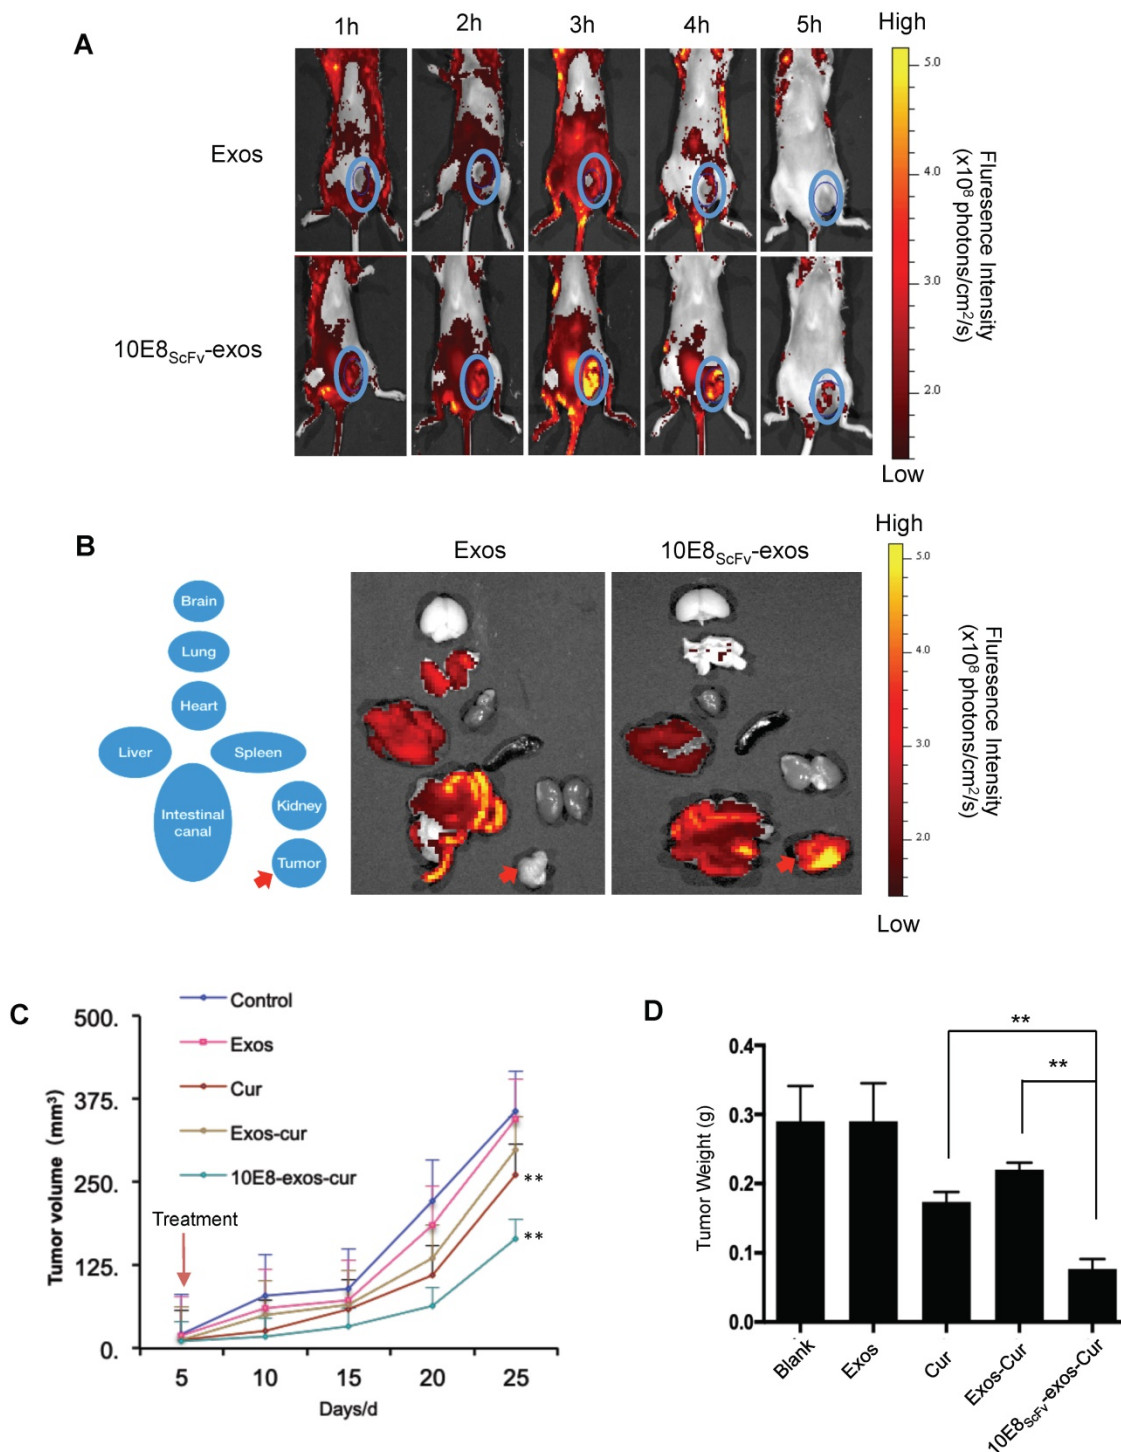 A
1h 2h 3h 4h 5h
High
Exos
10E8ScFv-exos
5.0
4.0
3.0
2.0
Fluresence Intensity
(x10⁸ photons/cm²/s)
Low
B
Exos 10E8ScFv-exos
High
Brain
Lung
Heart
Liver Spleen
Intestinal
canal
Kidney
Tumor
5.0
4.0
3.0
2.0
Fluresence Intensity
(x10⁸ photons/cm²/s)
Low
C
Control
Exos
Cur
Exos-cur
10E8-exos-cur
Treatment
500.
375.
250.
125.
0.
Tumor volume (mm³)
**
**
5 10 15 20 25
Days/d
D
**
**
0.4
0.3
0.2
0.1
0.0
Tumor Weight (g)
Blank Exos Cur Exos-Cur 10E8ScFv-exos-Cur